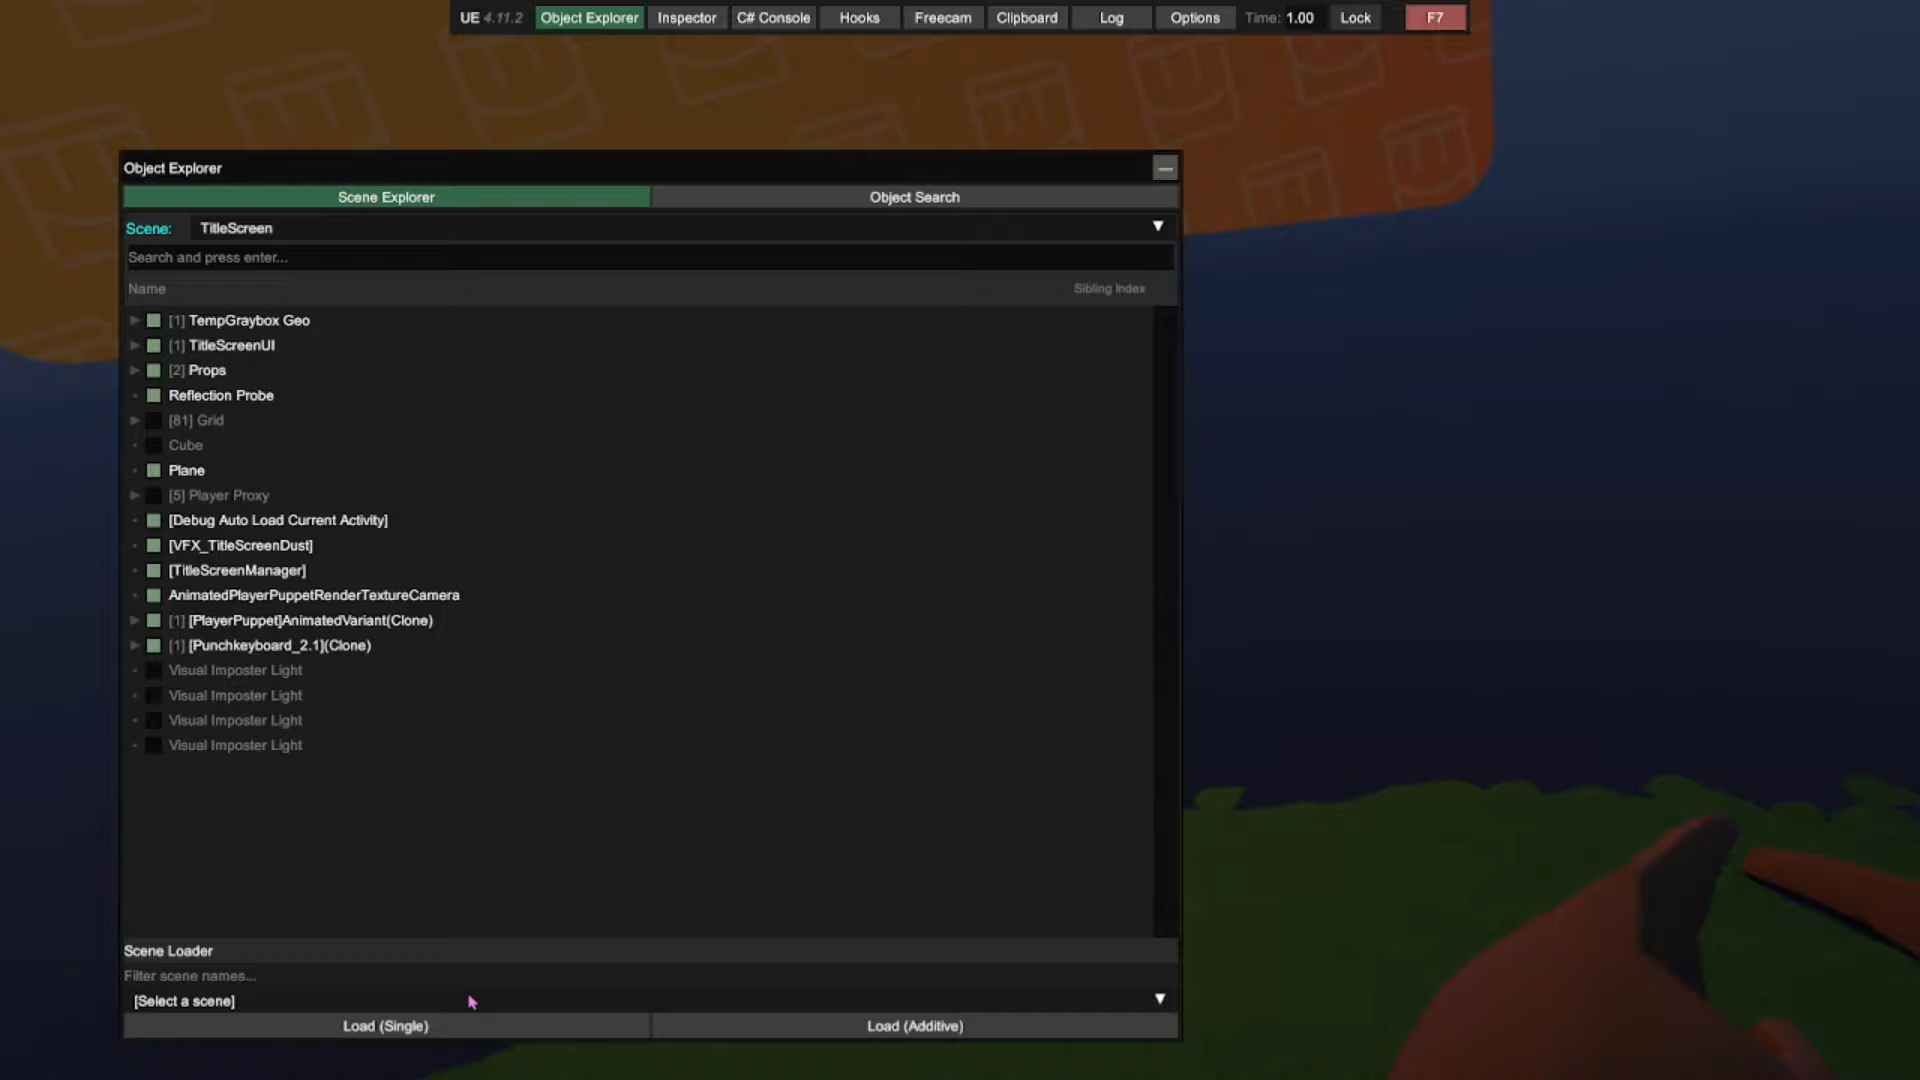 UE 4.11.2 Object Explorer Inspector C# Console Hooks Freecam Clipboard Log Options Time: 1.00 Lock F7
Object Explorer
Scene Explorer Object Search
Scene: TitleScreen ▼
Search and press enter...
Name Sibling Index
[1] TempGraybox Geo
[1] TitleScreenUI
[2] Props
Reflection Probe
[81] Grid
Cube
Plane
[5] Player Proxy
[Debug Auto Load Current Activity]
[VFX_TitleScreenDust]
[TitleScreenManager]
AnimatedPlayerPuppetRenderTextureCamera
[1] [PlayerPuppet]AnimatedVariant(Clone)
[1] [Punchkeyboard_2.1](Clone)
Visual Imposter Light
Visual Imposter Light
Visual Imposter Light
Visual Imposter Light
Scene Loader
Filter scene names...
[Select a scene] ▼
Load (Single) Load (Additive)